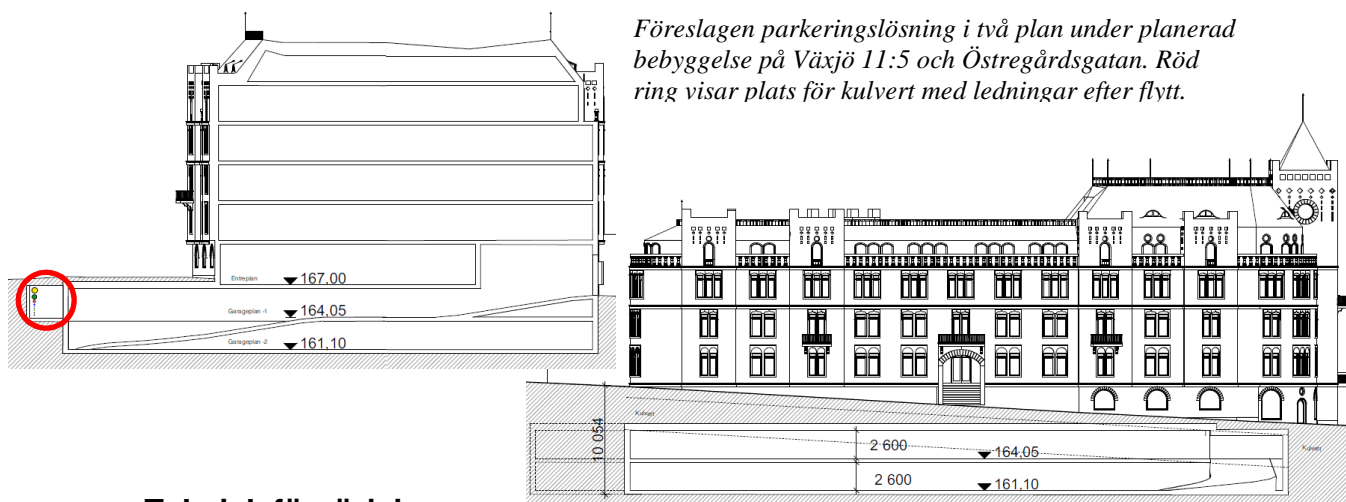 Föreslagen parkeringslösning i två plan under planerad
bebyggelse på Växjö 11:5 och Östregårdsgatan. Röd
ring visar plats för kulvert med ledningar efter flytt.
Entreplan 167,00
Garageplan -1 164,05
Garageplan -2 161,10
Kulvert
10 054
2 600 164,05
Kulvert
2 600 161,10